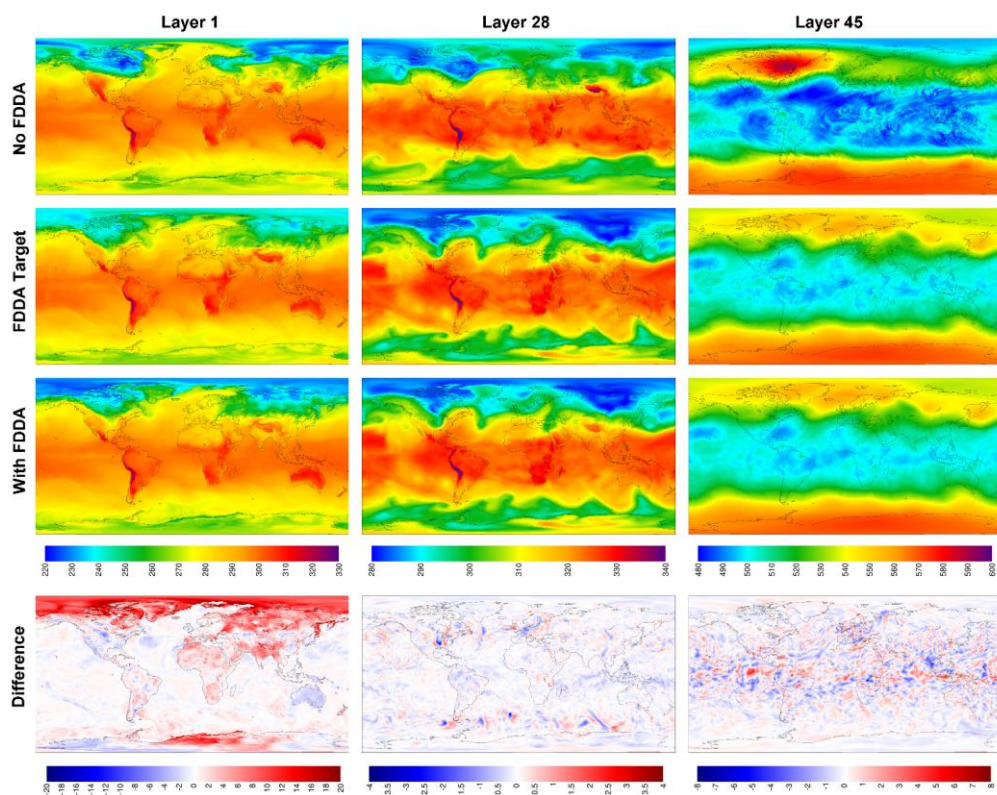 Layer 1 Layer 28 Layer 45
No FDDA
FDDA Target
With FDDA
220 230 240 250 260 270 280 290 300 310 320 330
280 290 310 330 340
480 490 500 510 520 530 540 550 560 570 580 590 600
Difference
-20 -18 -16 -14 -12 -10 -8 -6 -4 -2 0 2 4 6 8 10 12 14 16 18 20
-4 -3.5 -3 -2.5 -2 -1.5 -1 -0.5 0 0.5 1 1.5 2 2.5 3 3.5 4
-8 -7 -6 -5 -4 -3 -2 -1 0 1 2 3 4 5 6 7 8